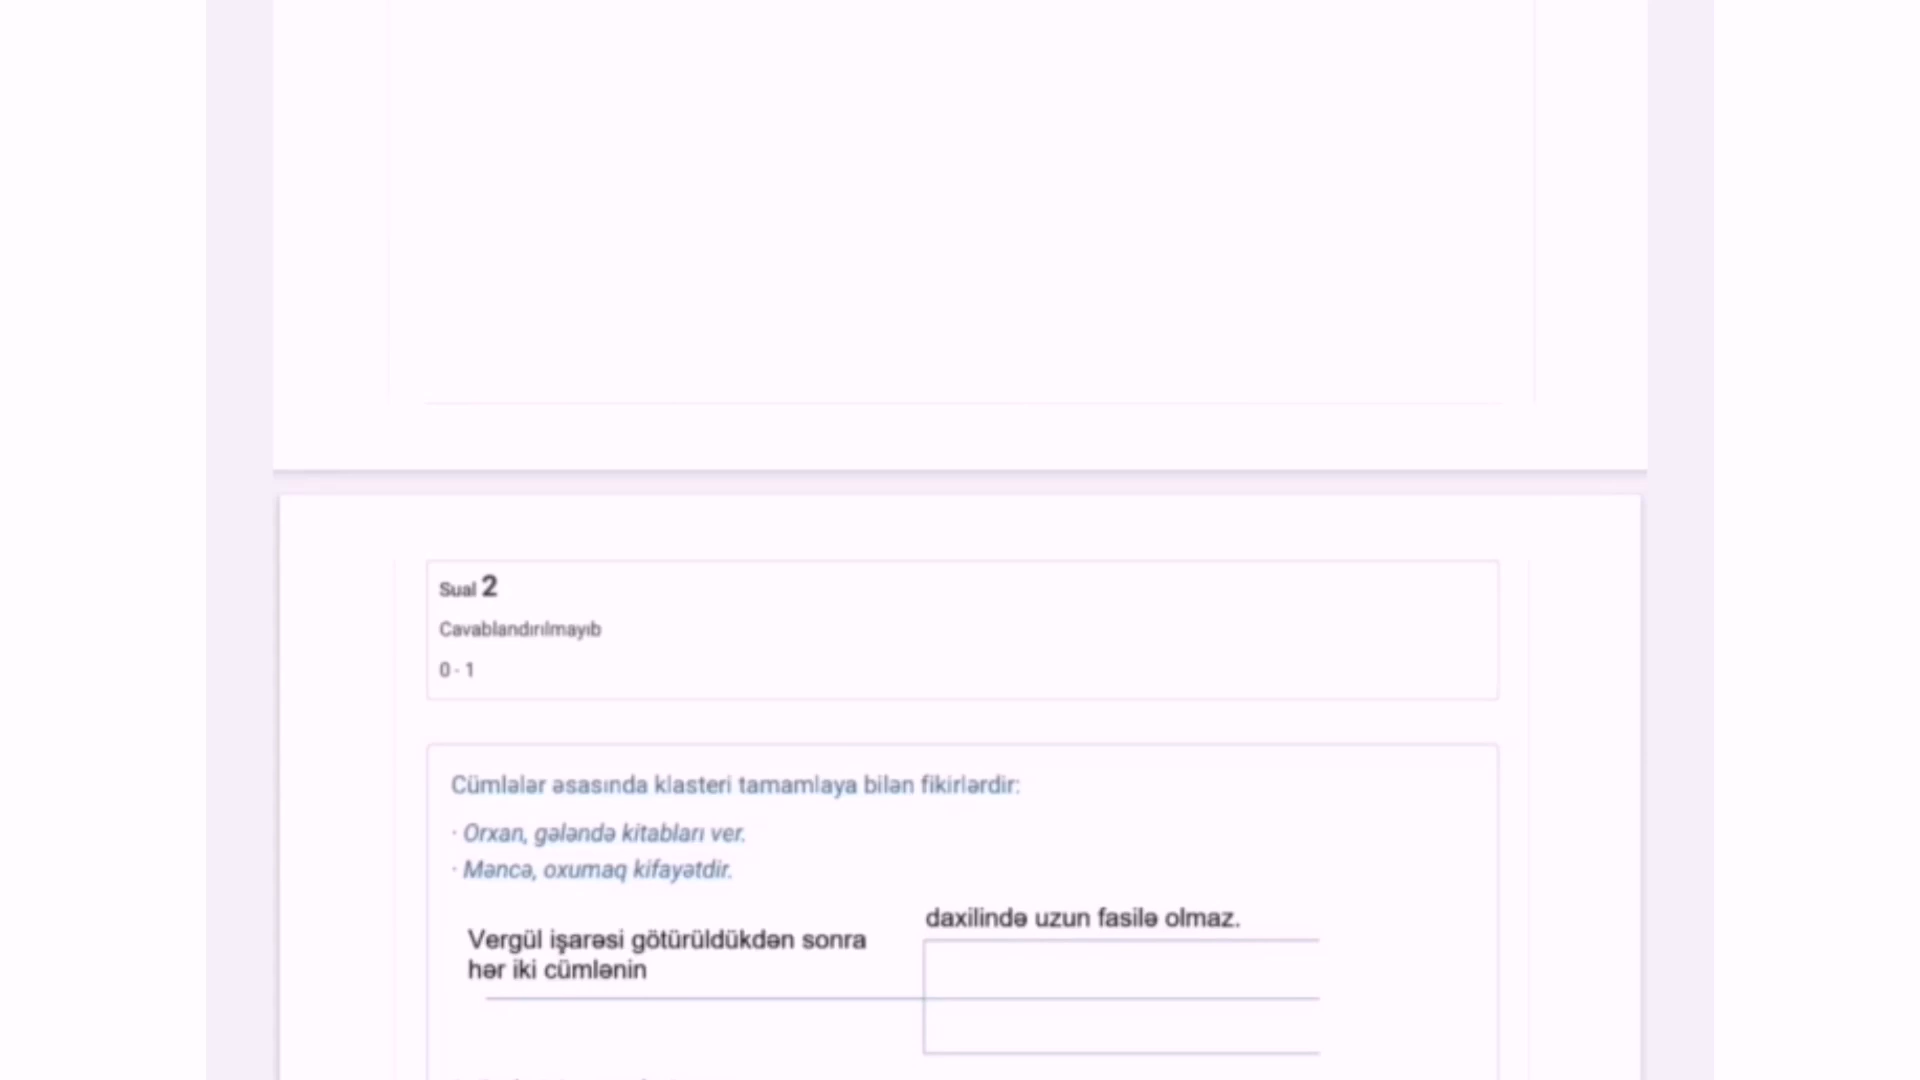 Sual 2
Cavablandırılmayıb
0 - 1
Cümlələr əsasında klasteri tamamlaya bilən fikirlərdir:
· Orxan, gələndə kitabları ver.
· Məncə, oxumaq kifayətdir.
daxilində uzun fasilə olmaz.
Vergül işarəsi götürüldükdən sonra
hər iki cümlənin